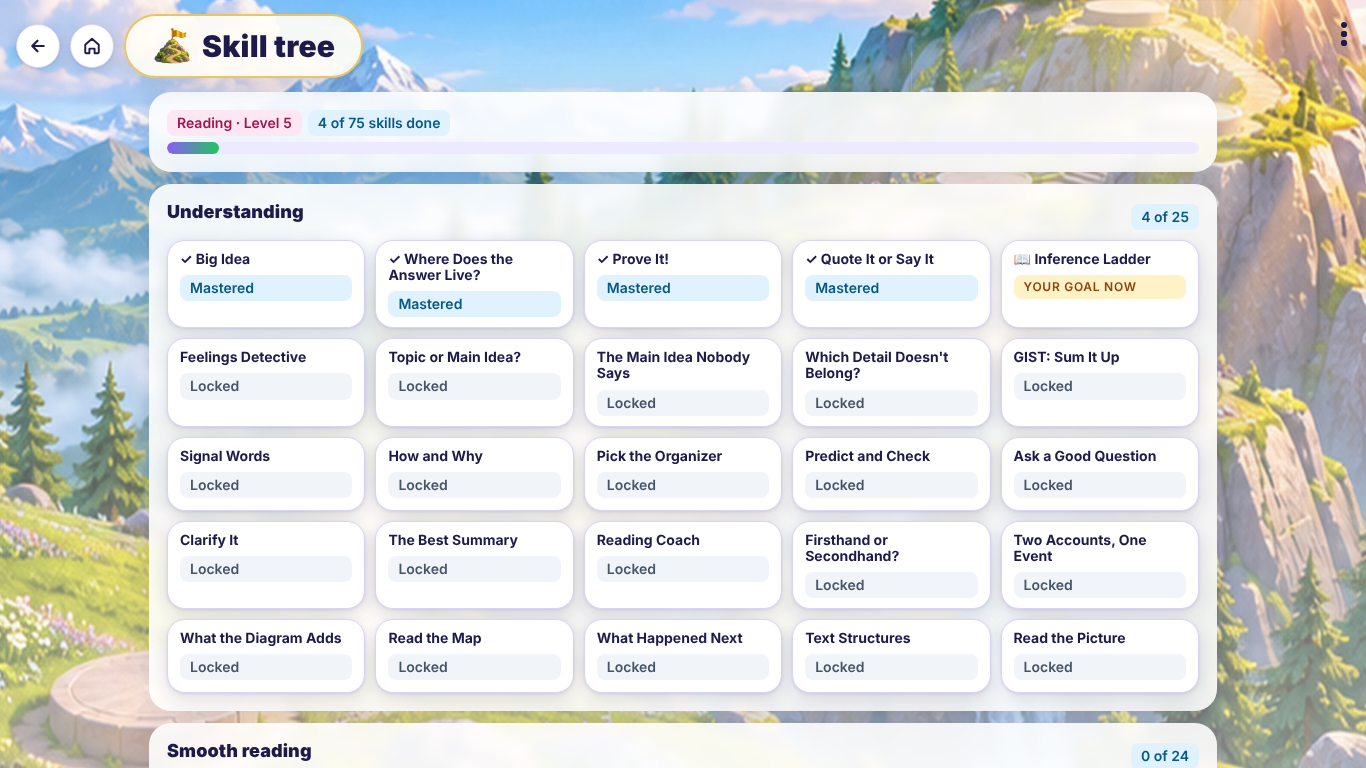 Skill tree
Reading · Level 5
4 of 75 skills done
Understanding
4 of 25
✓ Big Idea
Mastered
✓ Where Does the
Answer Live?
Mastered
✓ Prove It!
Mastered
✓ Quote It or Say It
Mastered
Inference Ladder
YOUR GOAL NOW
Feelings Detective
Locked
Topic or Main Idea?
Locked
The Main Idea Nobody
Says
Locked
Which Detail Doesn't
Belong?
Locked
GIST: Sum It Up
Locked
Signal Words
Locked
How and Why
Locked
Pick the Organizer
Locked
Predict and Check
Locked
Ask a Good Question
Locked
Clarify It
Locked
The Best Summary
Locked
Reading Coach
Locked
Firsthand or
Secondhand?
Locked
Two Accounts, One
Event
Locked
What the Diagram Adds
Locked
Read the Map
Locked
What Happened Next
Locked
Text Structures
Locked
Read the Picture
Locked
Smooth reading
0 of 24